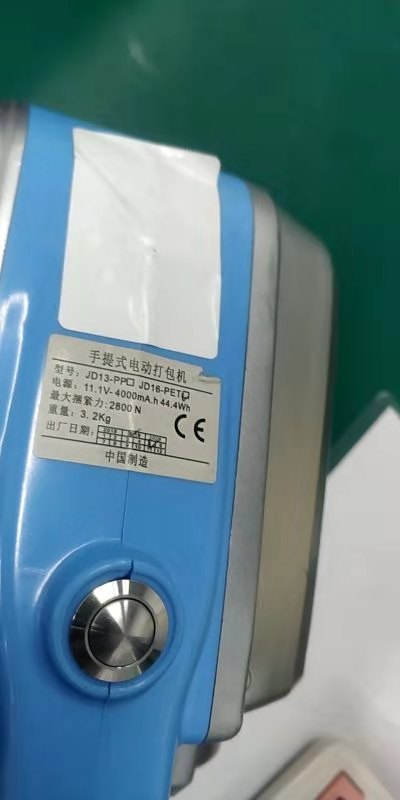 手提式电动打包机
型号：JD13-PP□ JD16-PET□
电源：11.1V-4000mA.h 44.4Wh
最大捆紧力：2800N
重量：3.2Kg
CE
出厂日期：
中国制造